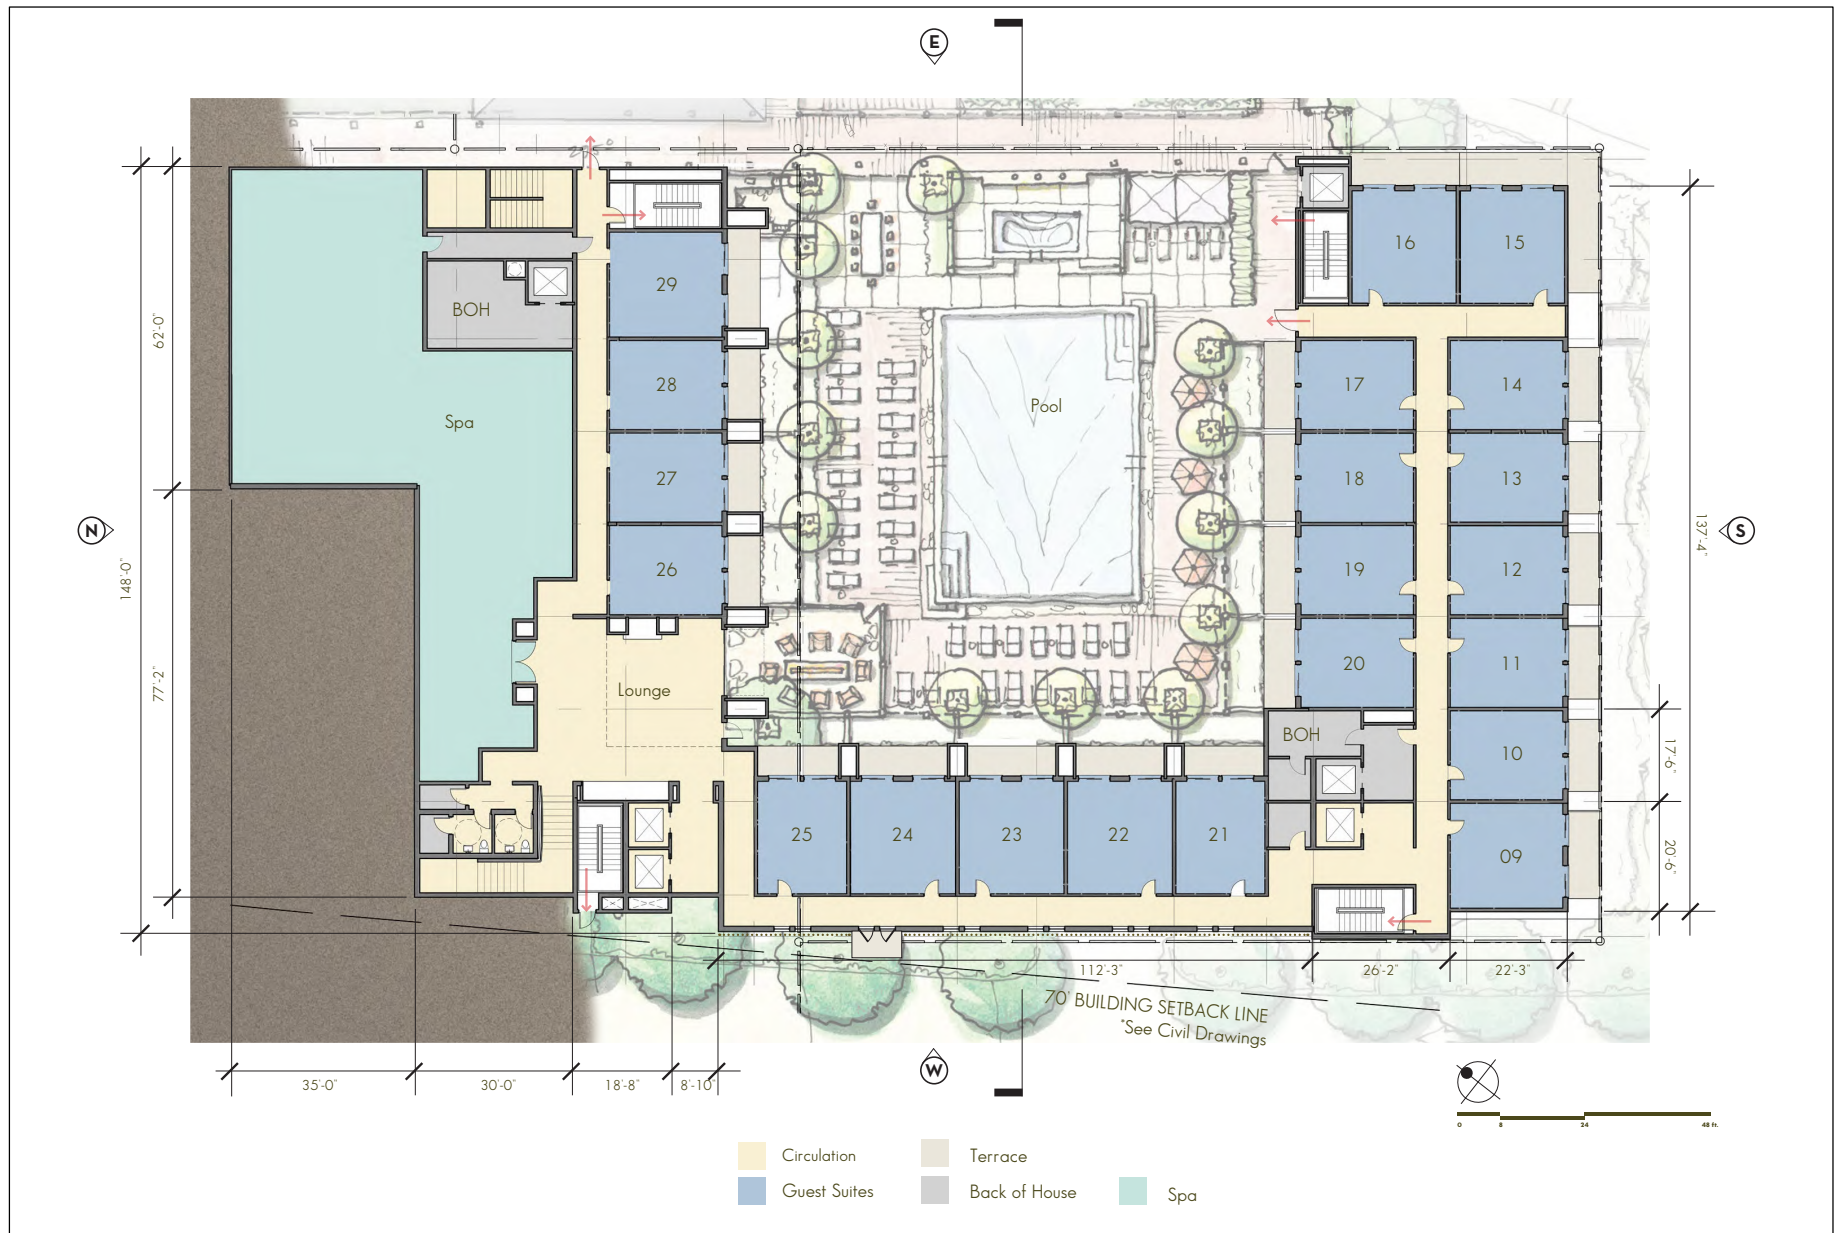 E
16
15
29
62'-0"
BOH
28
17
14
Pool
Spa
27
18
13
N
148'-0"
137'-4"
S
26
19
12
Lounge
20
11
77'-2"
BOH
10
17'-6"
25
24
23
22
21
09
20'-6"
112'-3"
26'-2"
22'-3"
70' BUILDING SETBACK LINE
*See Civil Drawings
W
35'-0"
30'-0"
18'-8"
8'-10"
0 8 24 48 ft.
Circulation
Terrace
Guest Suites
Back of House
Spa